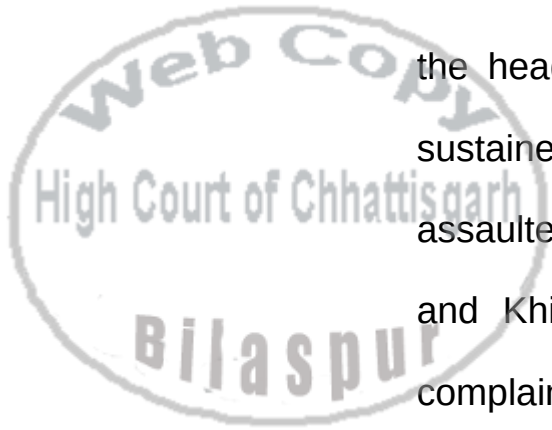 Web Copy
the head
sustaine
High Court of Chhattisgarh
assaulte
and Khi
Bilaspur
complain